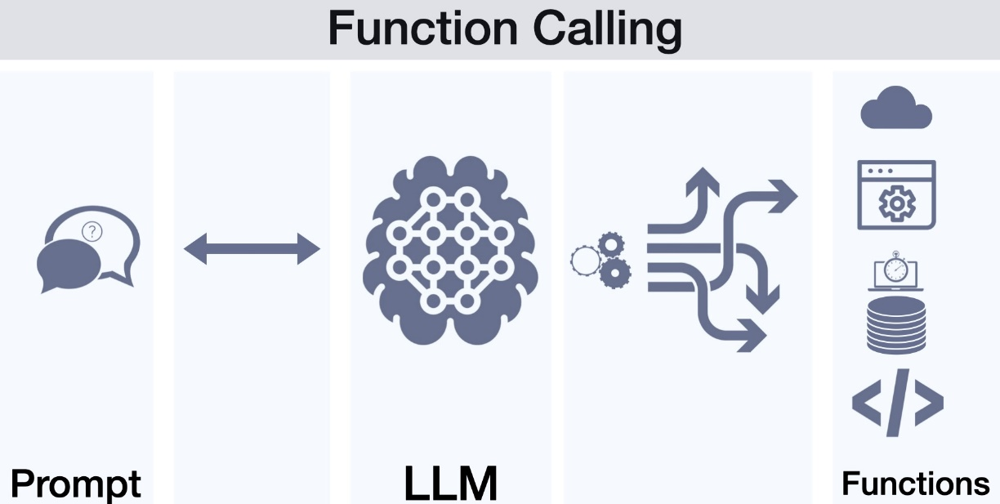 Function Calling
?
Prompt
LLM
</>
Functions